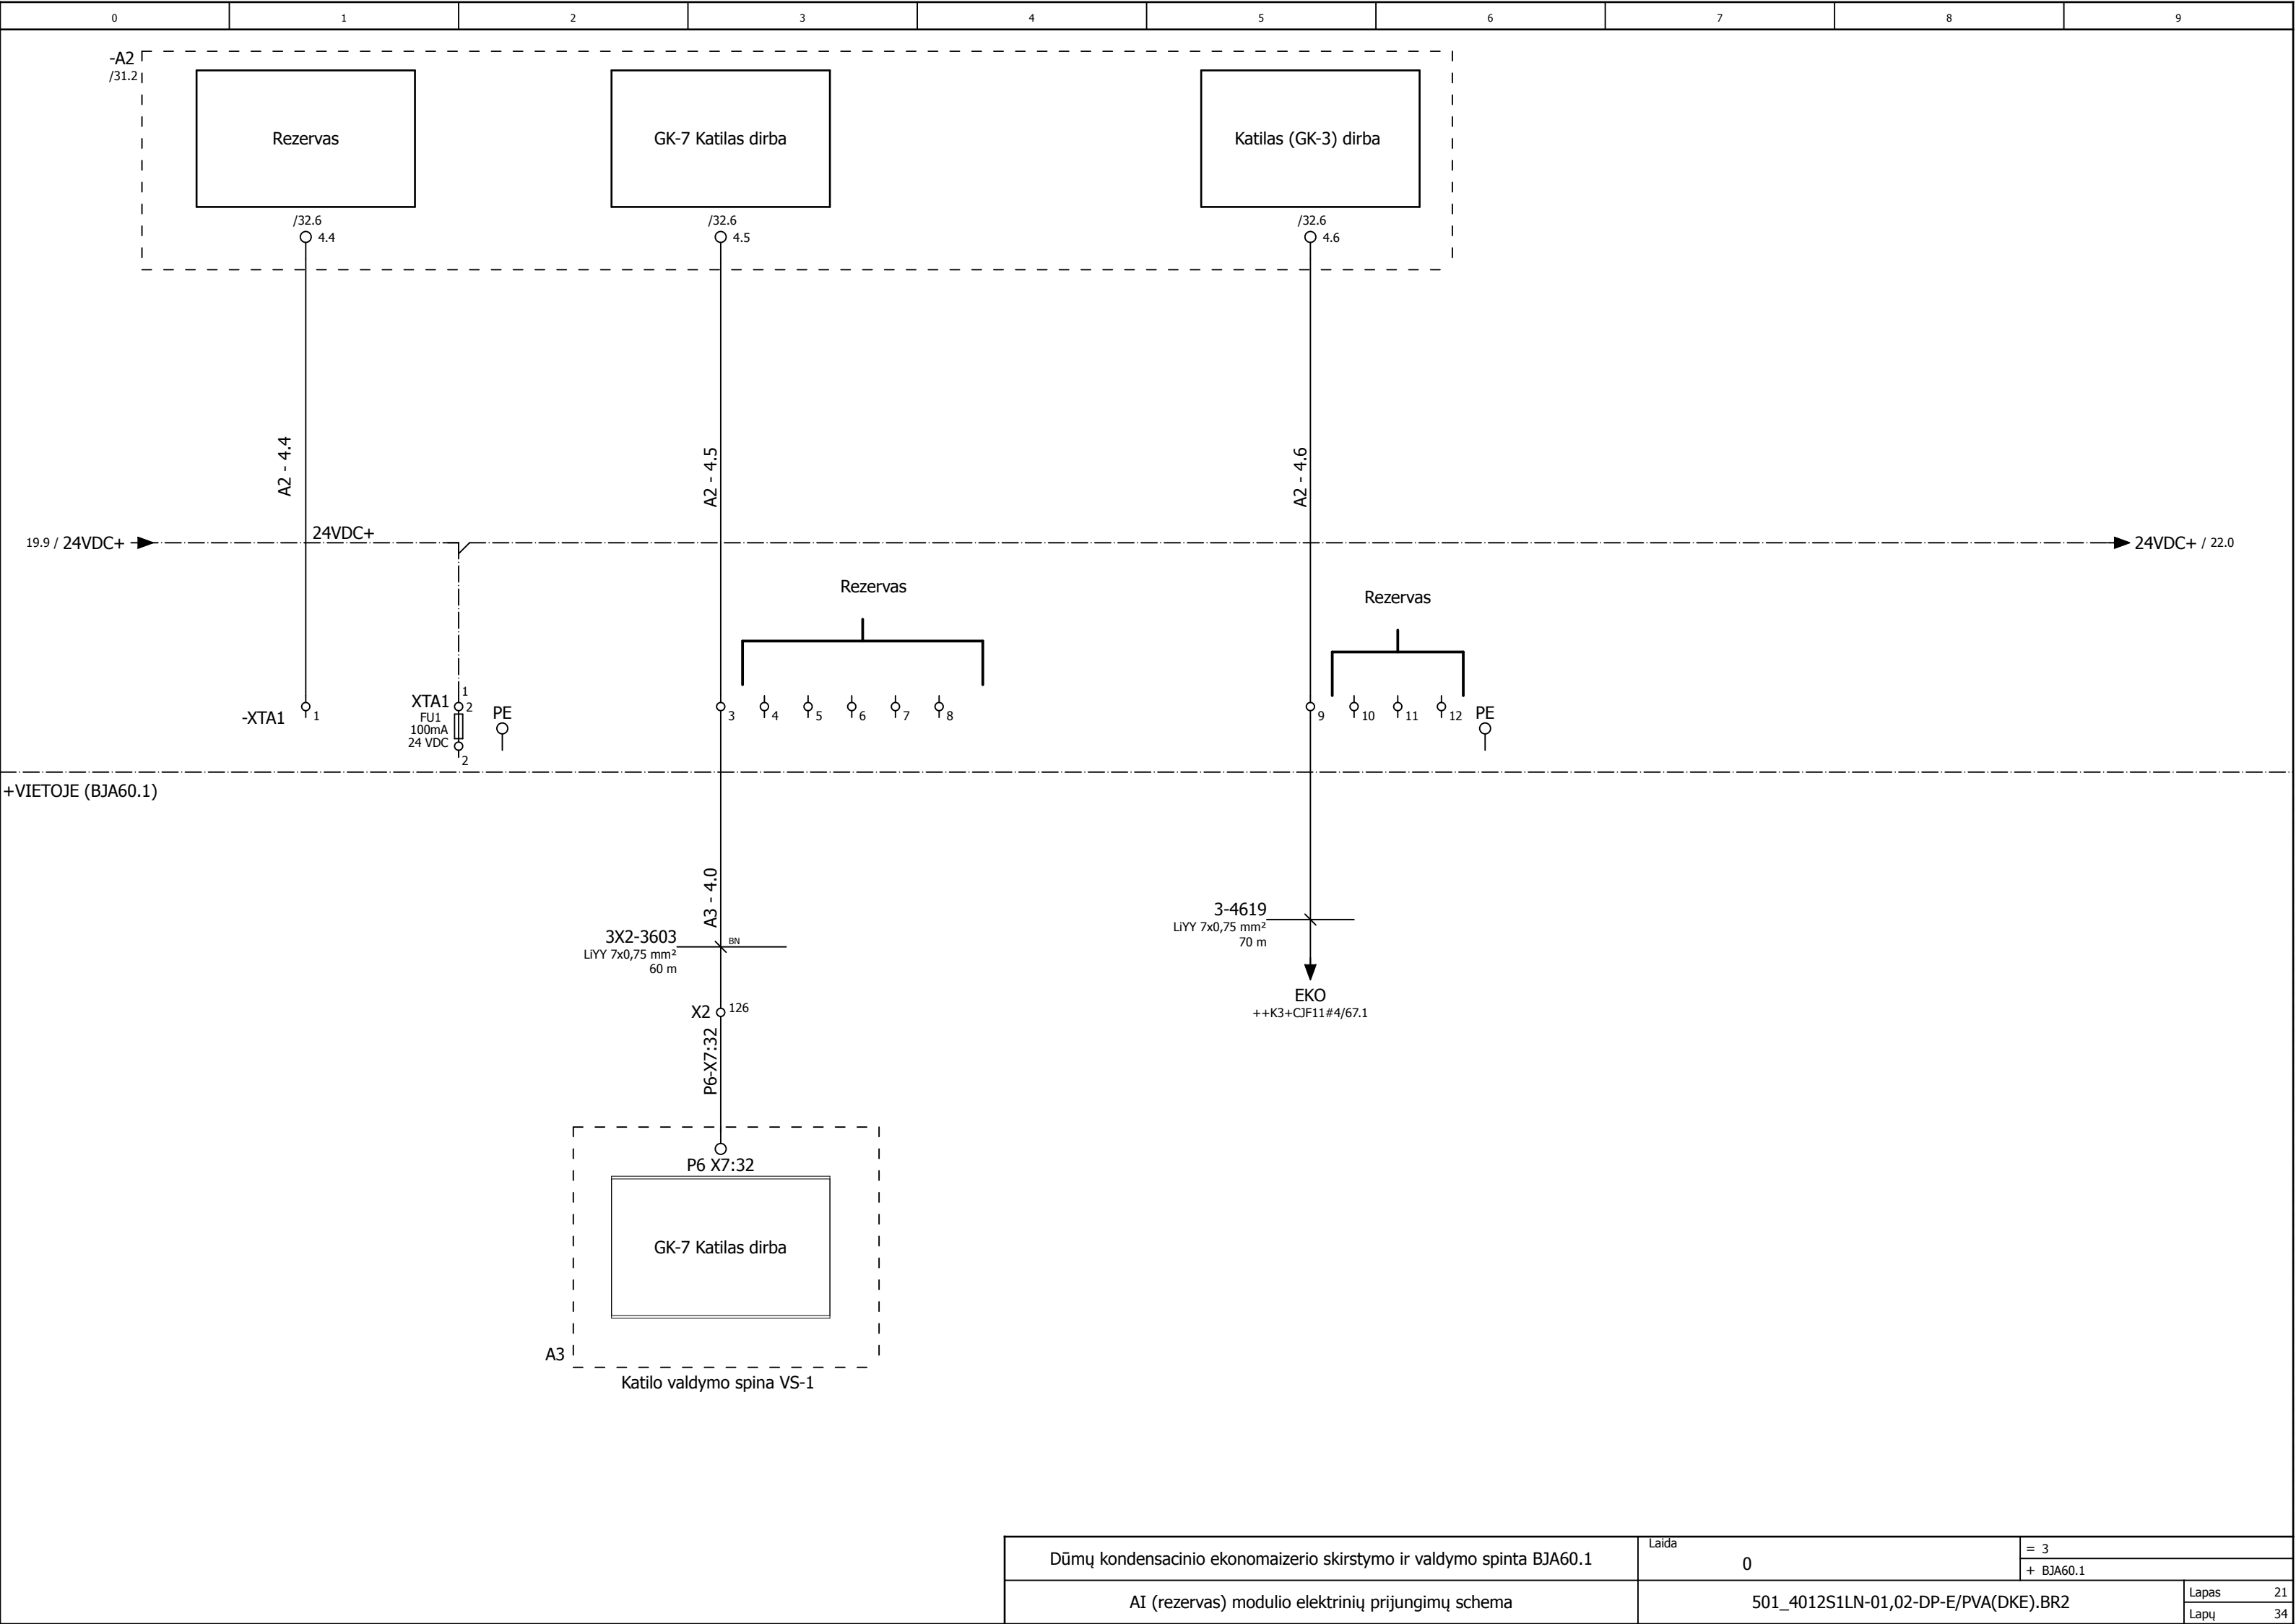 0 1 2 3 4 5 6 7 8 9
-A2
/31.2
Rezervas
GK-7 Katilas dirba
Katilas (GK-3) dirba
/32.6
4.4
/32.6
4.5
/32.6
4.6
A2 - 4.4
A2 - 4.5
A2 - 4.6
19.9 / 24VDC+
24VDC+
24VDC+ / 22.0
Rezervas
Rezervas
-XTA1
1
XTA1
FU1
100mA
24 VDC
1
2
2
PE
3 4 5 6 7 8
9 10 11 12
PE
+VIETOJE (BJA60.1)
A3 - 4.0
3X2-3603
LiYY 7x0,75 mm²
60 m
BN
3-4619
LiYY 7x0,75 mm²
70 m
EKO
++K3+CJF11#4/67.1
X2
126
P6-X7:32
P6 X7:32
GK-7 Katilas dirba
A3
Katilo valdymo spina VS-1
Dūmų kondensacinio ekonomaizerio skirstymo ir valdymo spinta BJA60.1
Laida
0
= 3
+ BJA60.1
AI (rezervas) modulio elektrinių prijungimų schema
501_4012S1LN-01,02-DP-E/PVA(DKE).BR2
Lapas 21
Lapų 34